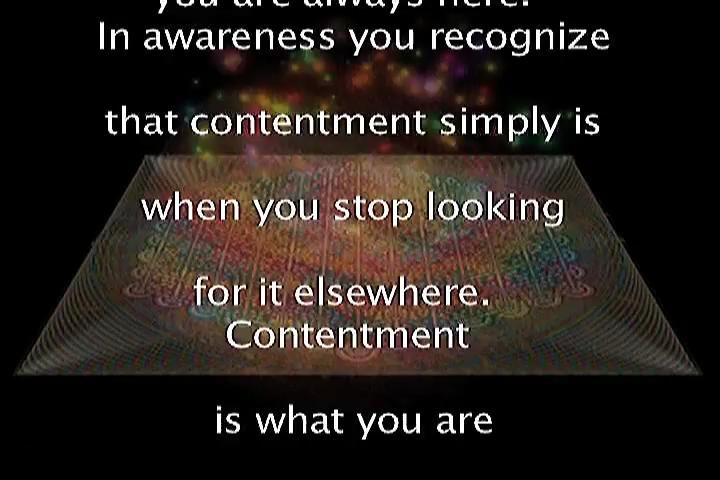 you are always here.
In awareness you recognize
that contentment simply is
when you stop looking
for it elsewhere.
Contentment
is what you are